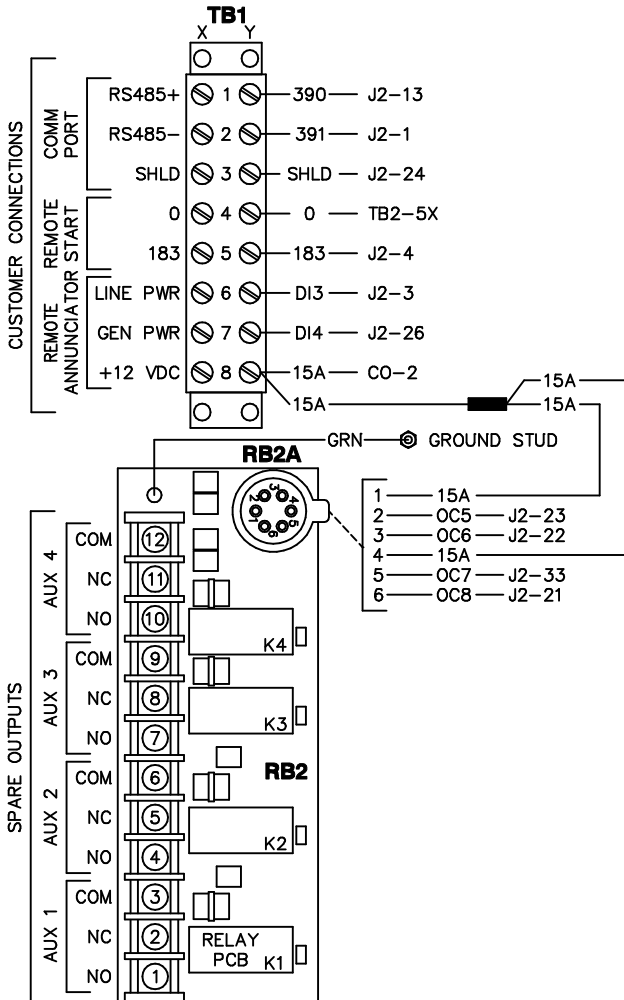 TB1
X Y
CUSTOMER CONNECTIONS
COMM PORT
RS485+ 1 390 J2-13
RS485- 2 391 J2-1
SHLD 3 SHLD J2-24
REMOTE START
0 4 0 TB2-5X
183 5 183 J2-4
REMOTE ANNUNCIATOR
LINE PWR 6 DI3 J2-3
GEN PWR 7 DI4 J2-26
+12 VDC 8 15A CO-2
15A
15A
15A
GRN GROUND STUD
RB2A
1 2 3 4 5 6
1 15A
2 OC5 J2-23
3 OC6 J2-22
4 15A
5 OC7 J2-33
6 OC8 J2-21
SPARE OUTPUTS
AUX 4
COM 12
NC 11
NO 10
K4
AUX 3
COM 9
NC 8
NO 7
K3
RB2
AUX 2
COM 6
NC 5
NO 4
K2
AUX 1
COM 3
NC 2
NO 1
RELAY
PCB K1